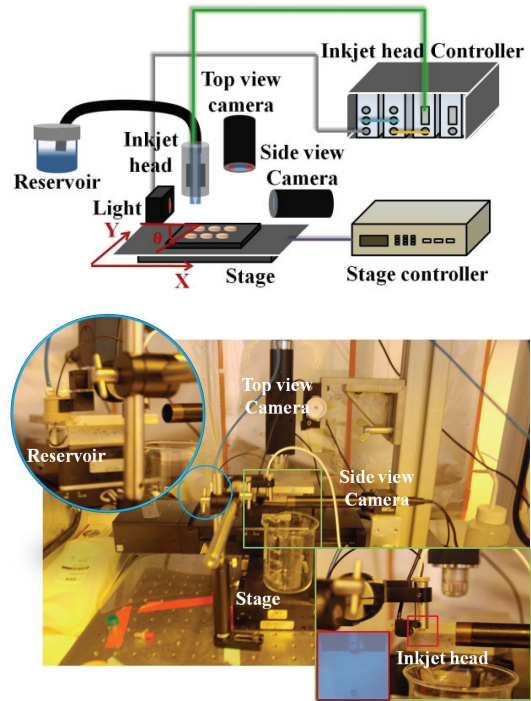 Inkjet head Controller
Top view
camera
Inkjet
head
Side view
Camera
Reservoir
Light
Y
θ
X
Stage
Stage controller
Top view
Camera
Reservoir
Side view
Camera
Stage
Inkjet head